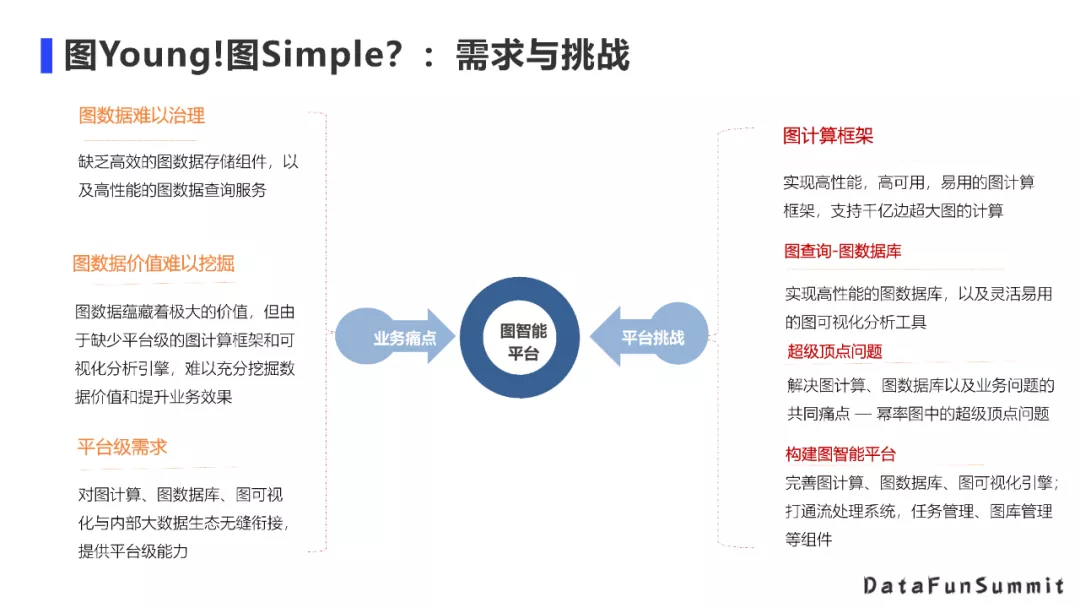 图Young!图Simple?：需求与挑战
图数据难以治理
缺乏高效的图数据存储组件，以
及高性能的图数据查询服务
图数据价值难以挖掘
图数据蕴藏着极大的价值，但由
于缺少平台级的图计算框架和可
视化分析引擎，难以充分挖掘数
据价值和提升业务效果
平台级需求
对图计算、图数据库、图可视
化与内部大数据生态无缝衔接，
提供平台级能力
业务痛点
图智能
平台
平台挑战
图计算框架
实现高性能，高可用，易用的图计算
框架，支持千亿边超大图的计算
图查询-图数据库
实现高性能的图数据库，以及灵活易用
的图可视化分析工具
超级顶点问题
解决图计算、图数据库以及业务问题的
共同痛点 — 幂率图中的超级顶点问题
构建图智能平台
完善图计算、图数据库、图可视化引擎；
打通流处理系统，任务管理、图库管理
等组件
DataFunSummit